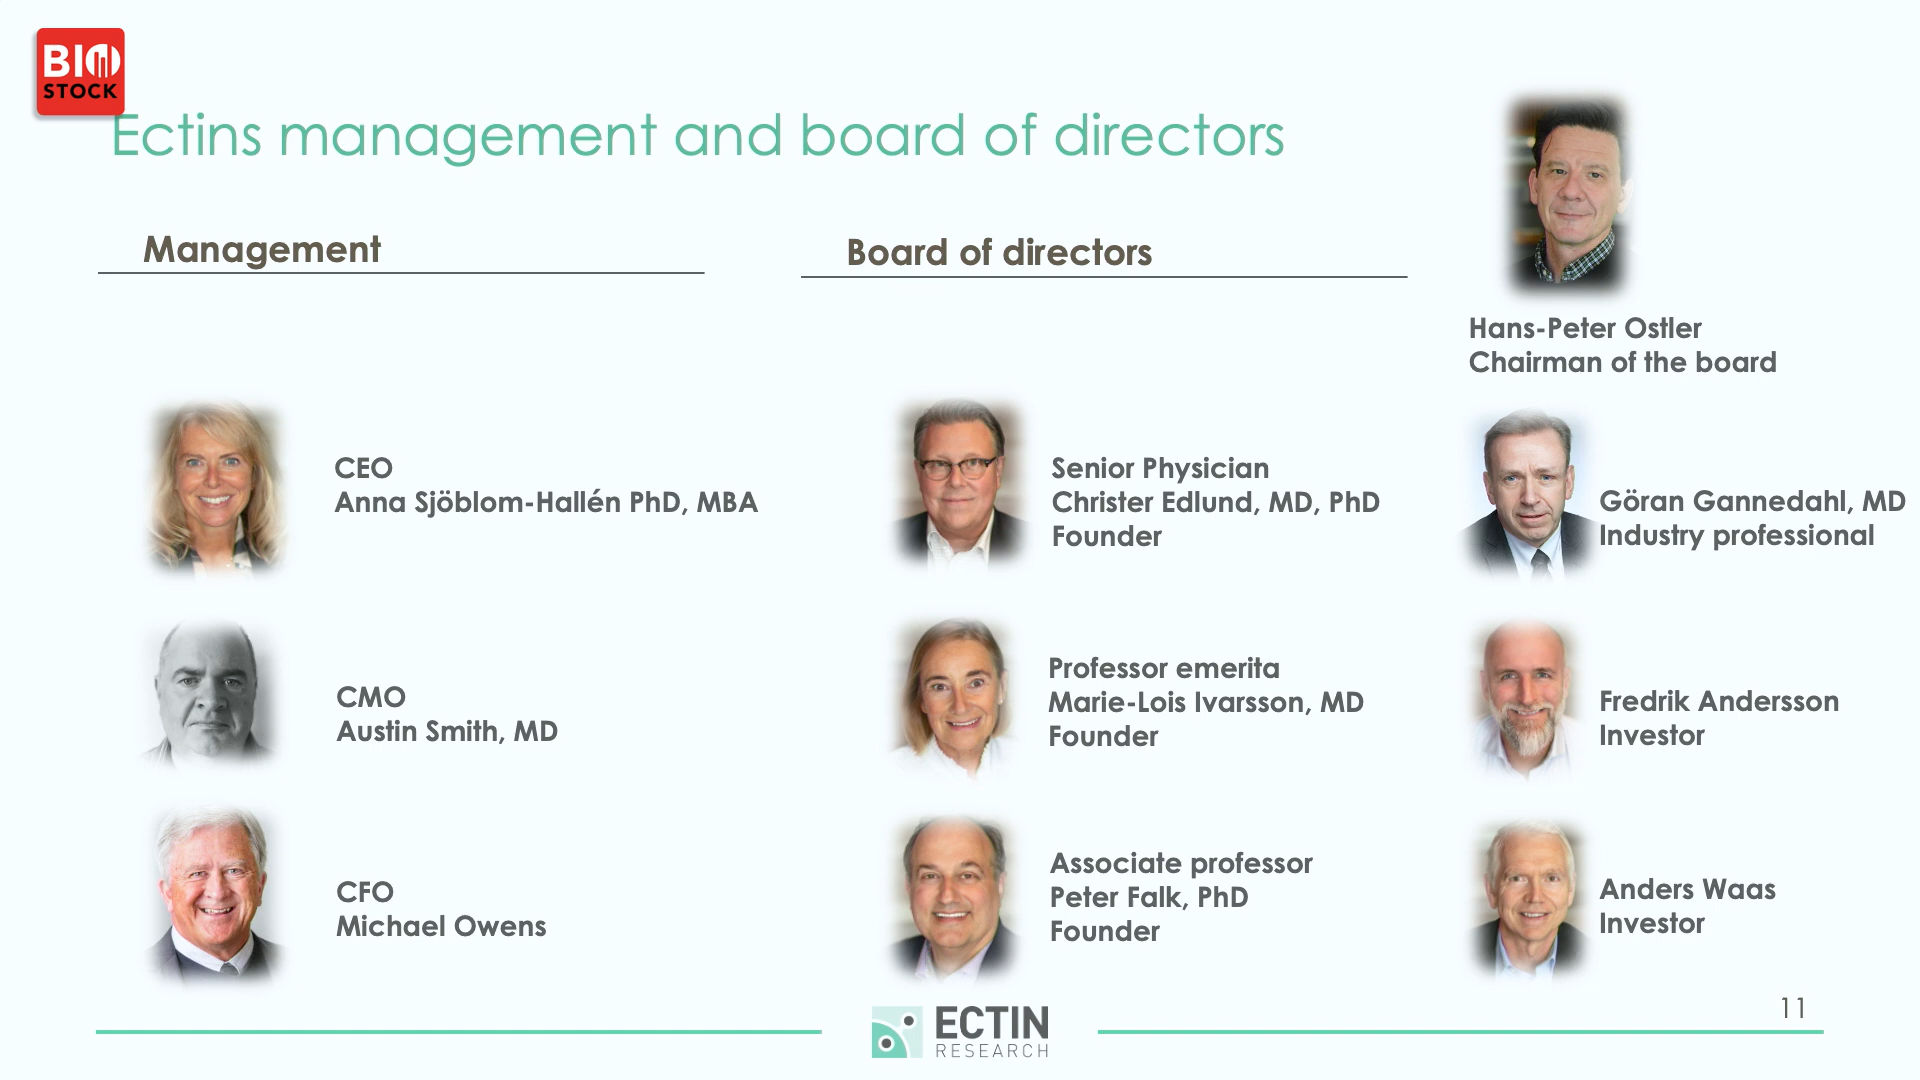 BIO
STOCK
Ectins management and board of directors
Management
Board of directors
Hans-Peter Ostler
Chairman of the board
CEO
Anna Sjöblom-Hallén PhD, MBA
Senior Physician
Christer Edlund, MD, PhD
Founder
Göran Gannedahl, MD
Industry professional
CMO
Austin Smith, MD
Professor emerita
Marie-Lois Ivarsson, MD
Founder
Fredrik Andersson
Investor
CFO
Michael Owens
Associate professor
Peter Falk, PhD
Founder
Anders Waas
Investor
11
ECTIN
RESEARCH